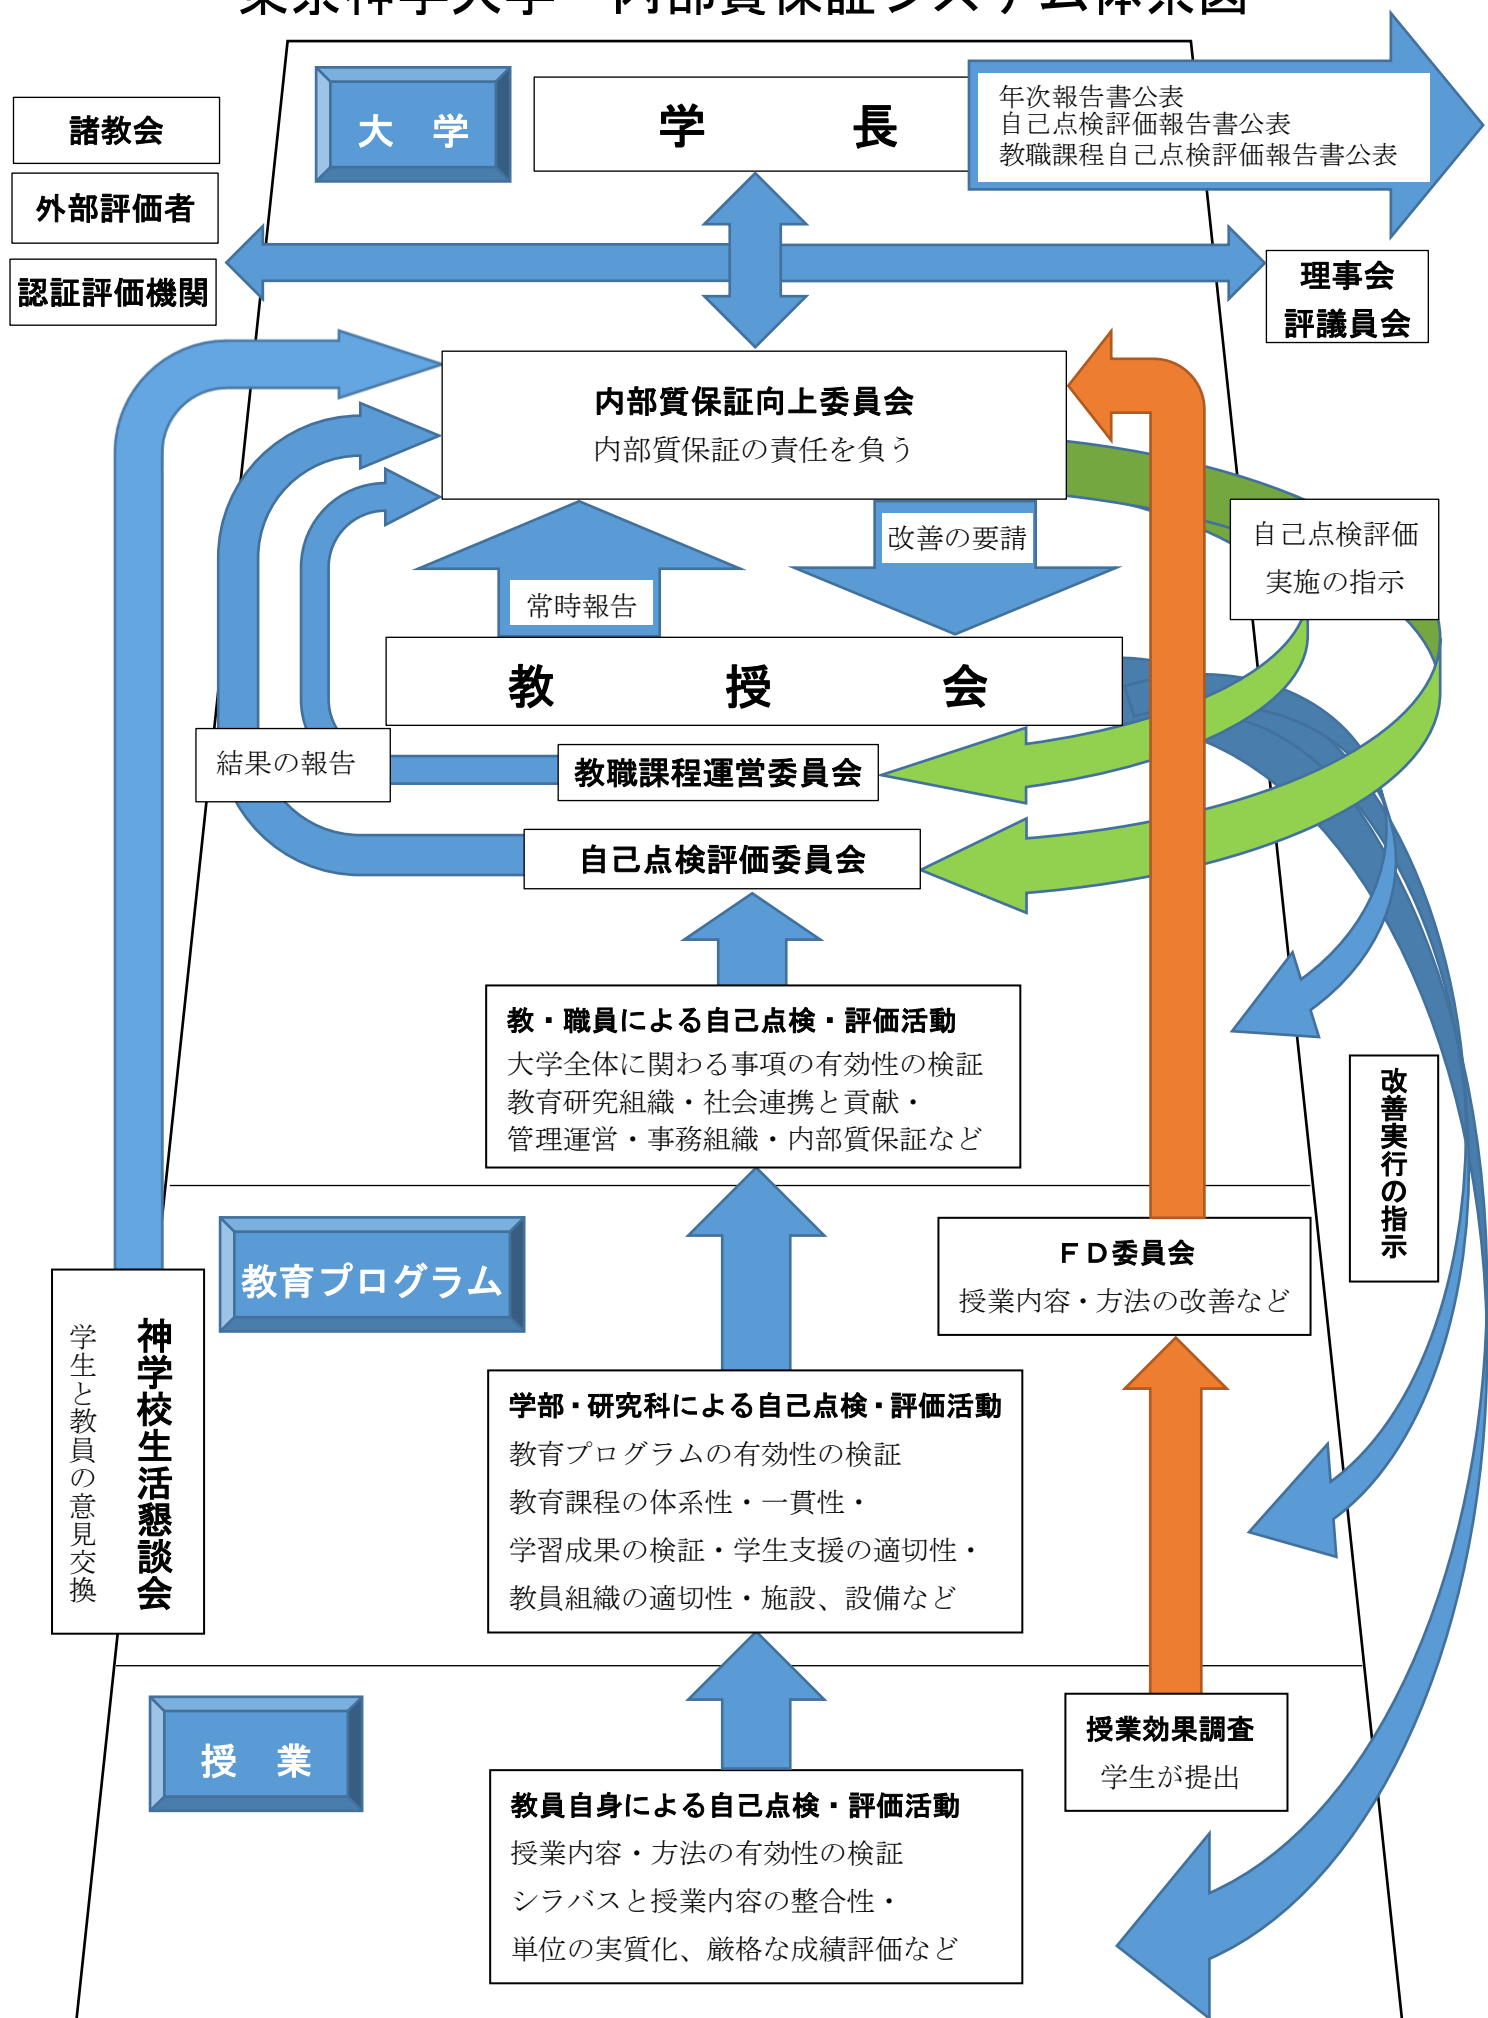 東京神学大学 内部質保証システム体系図
大 学
学 長
年次報告書公表
自己点検評価報告書公表
教職課程自己点検評価報告書公表
諸教会
外部評価者
認証評価機関
理事会
評議員会
内部質保証向上委員会
内部質保証の責任を負う
改善の要請
常時報告
自己点検評価
実施の指示
教 授 会
結果の報告
教職課程運営委員会
自己点検評価委員会
教・職員による自己点検・評価活動
大学全体に関わる事項の有効性の検証
教育研究組織・社会連携と貢献・
管理運営・事務組織・内部質保証など
改善実行の指示
教育プログラム
ＦＤ委員会
授業内容・方法の改善など
神学校生活懇談会
学生と教員の意見交換
学部・研究科による自己点検・評価活動
教育プログラムの有効性の検証
教育課程の体系性・一貫性・
学習成果の検証・学生支援の適切性・
教員組織の適切性・施設、設備など
授 業
授業効果調査
学生が提出
教員自身による自己点検・評価活動
授業内容・方法の有効性の検証
シラバスと授業内容の整合性・
単位の実質化、厳格な成績評価など